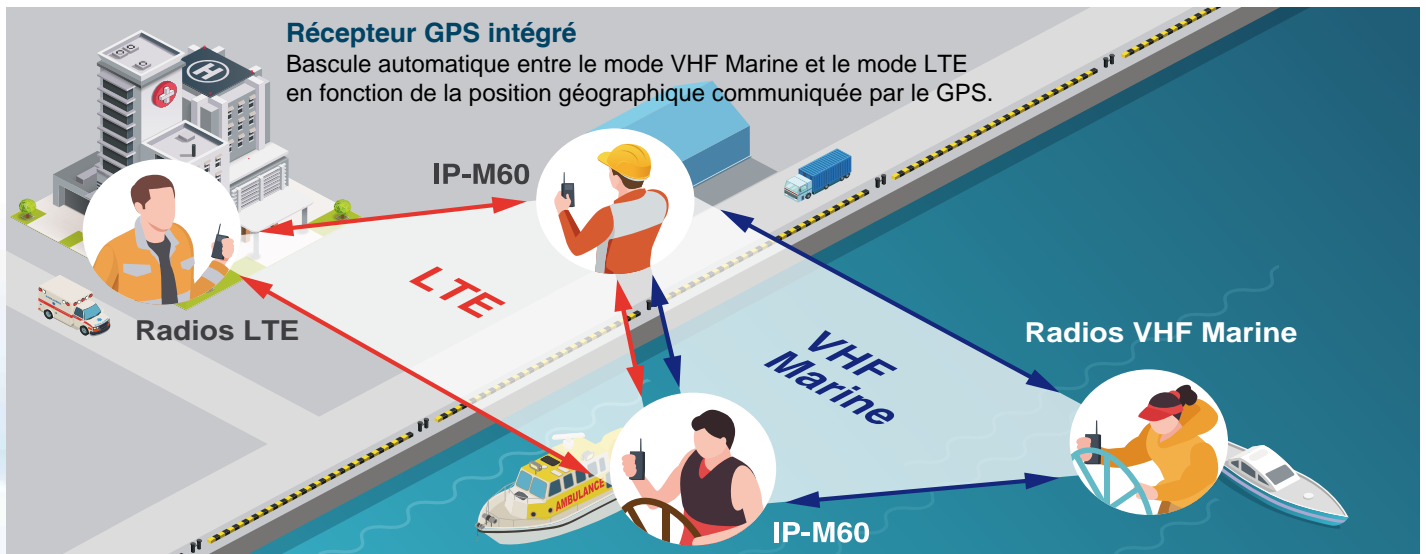 Récepteur GPS intégré
Bascule automatique entre le mode VHF Marine et le mode LTE
en fonction de la position géographique communiquée par le GPS.
H
IP-M60
LTE
Radios LTE
VHF
Marine
Radios VHF Marine
AMBULANCE
IP-M60